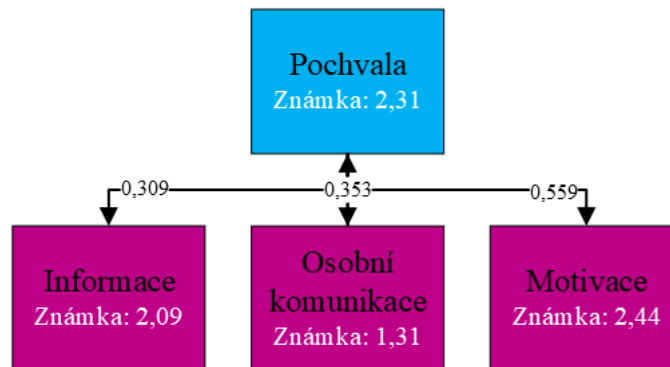 Pochvala
Známka: 2,31
0,309
0,353
0,559
Informace
Známka: 2,09
Osobní
komunikace
Známka: 1,31
Motivace
Známka: 2,44